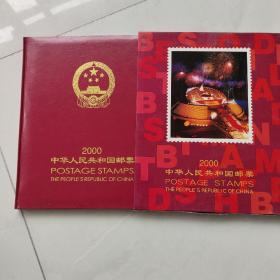 2000
中华人民共和国邮票
POSTAGE STAMPS
THE PEOPLE'S REPUBLIC OF CHINA
2000
中华人民共和国邮票
POSTAGE STAMPS
THE PEOPLE'S REPUBLIC OF CHINA